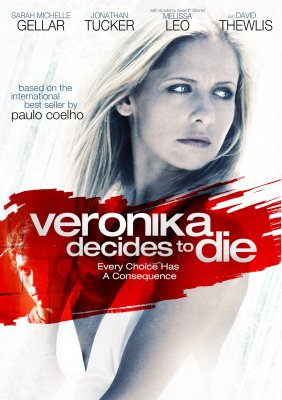 SARAH MICHELLE GELLAR
JONATHAN TUCKER
with Academy Award® Winner MELISSA LEO
AND DAVID THEWLIS
based on the
international
best seller by
paulo coelho
veronika
decides to die
Every Choice Has
A Consequence